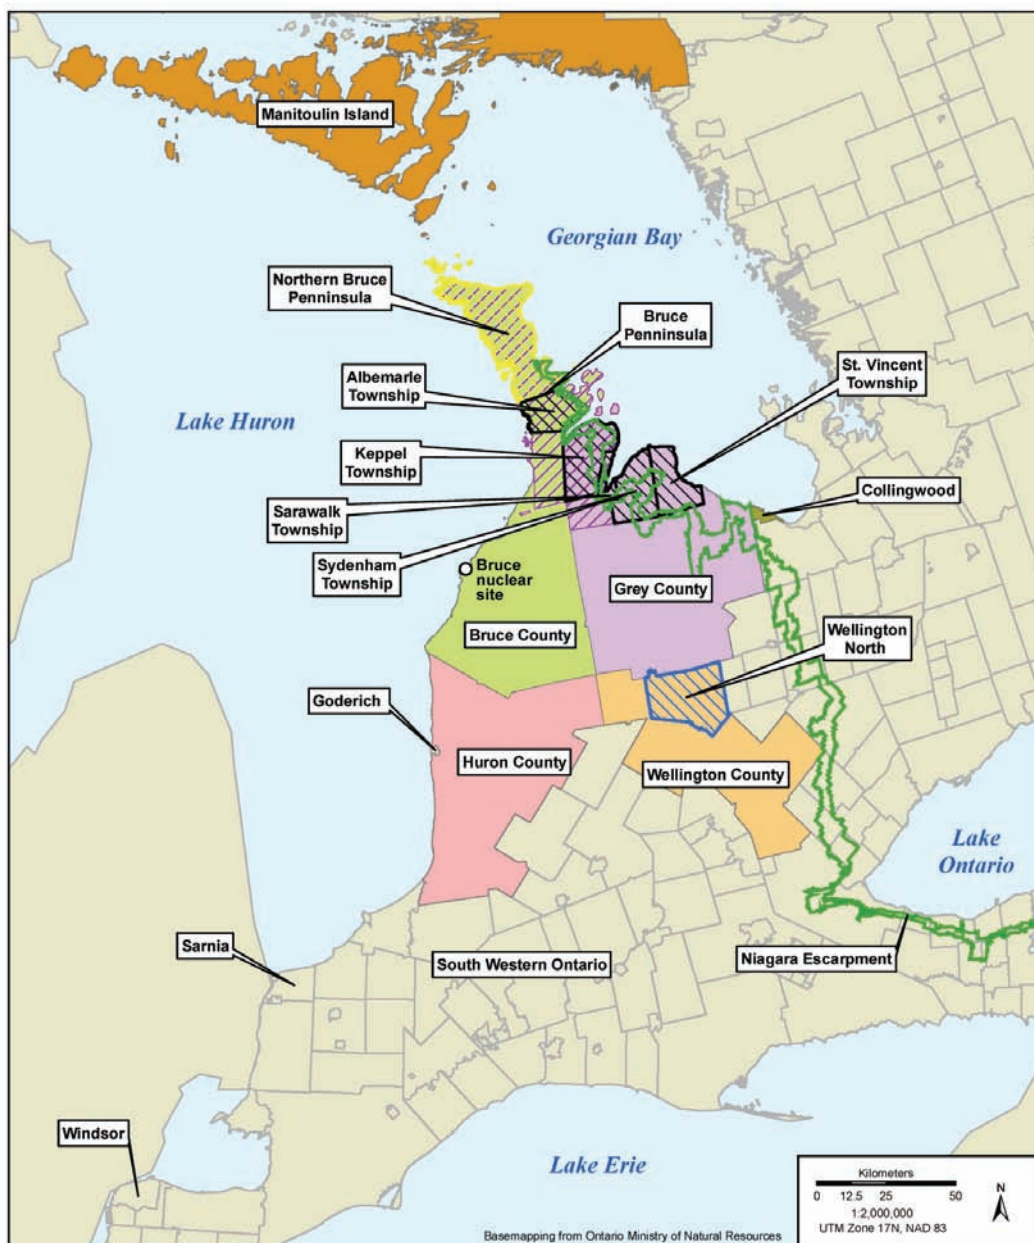 Manitoulin Island
Georgian Bay
Northern Bruce
Penninsula
Bruce
Penninsula
St. Vincent
Township
Albemarle
Township
Lake Huron
Keppel
Township
Collingwood
Sarawalk
Township
Sydenham
Township
Bruce
nuclear
site
Grey County
Bruce County
Wellington
North
Goderich
Huron County
Wellington County
Lake
Ontario
Sarnia
South Western Ontario
Niagara Escarpment
Windsor
Lake Erie
Kilometers
0 12.5 25 50
1:2,000,000
UTM Zone 17N, NAD 83
N
Basemapping from Ontario Ministry of Natural Resources